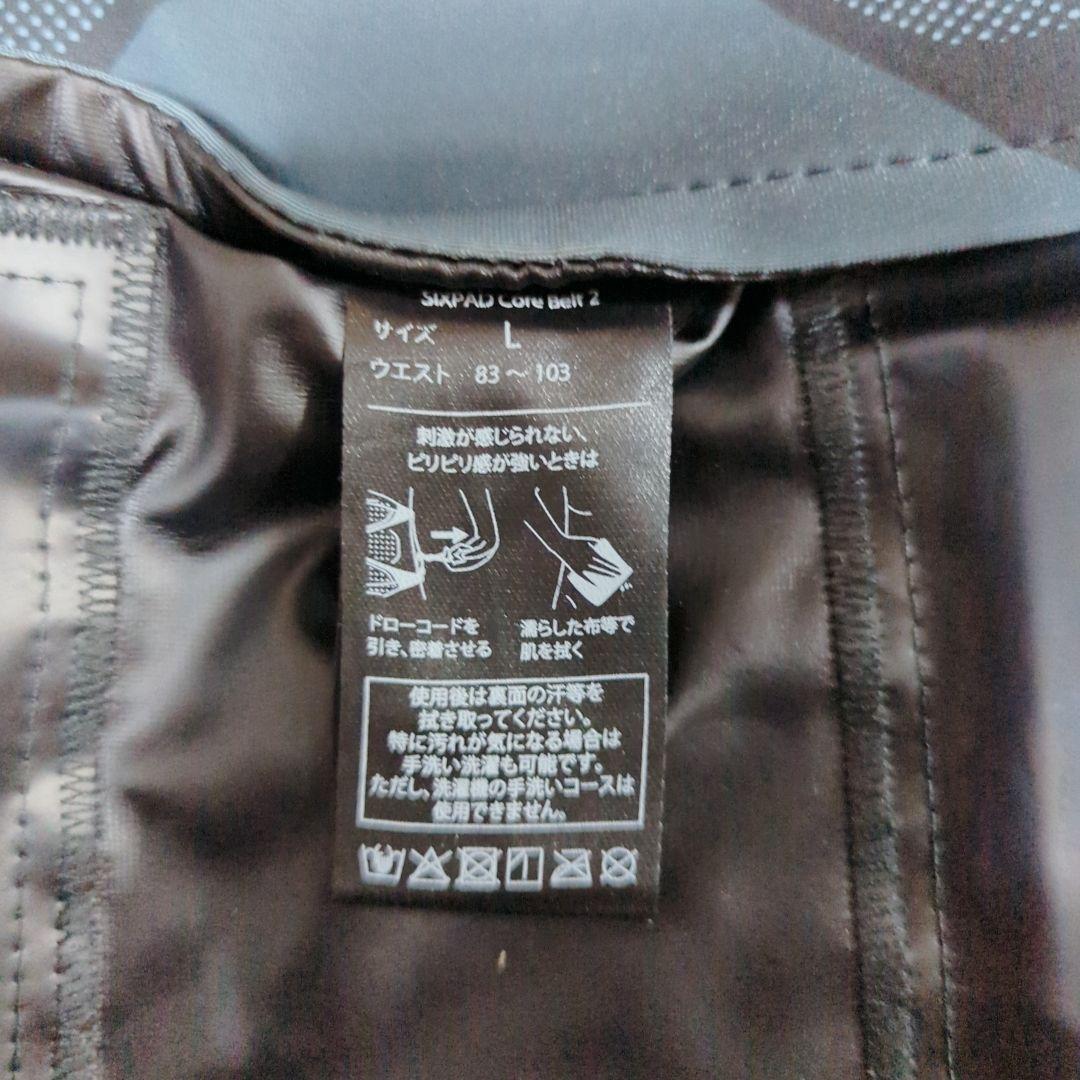 SIXPAD Core Belt 2
サイズ L
ウエスト 83～103
刺激が感じられない、
ピリピリ感が強いときは
ドローコードを
引き、密着させる
濡らした布等で
肌を拭く
使用後は裏面の汗等を
拭き取ってください。
特に汚れが気になる場合は
手洗い洗濯も可能です。
ただし、洗濯機の手洗いコースは
使用できません。